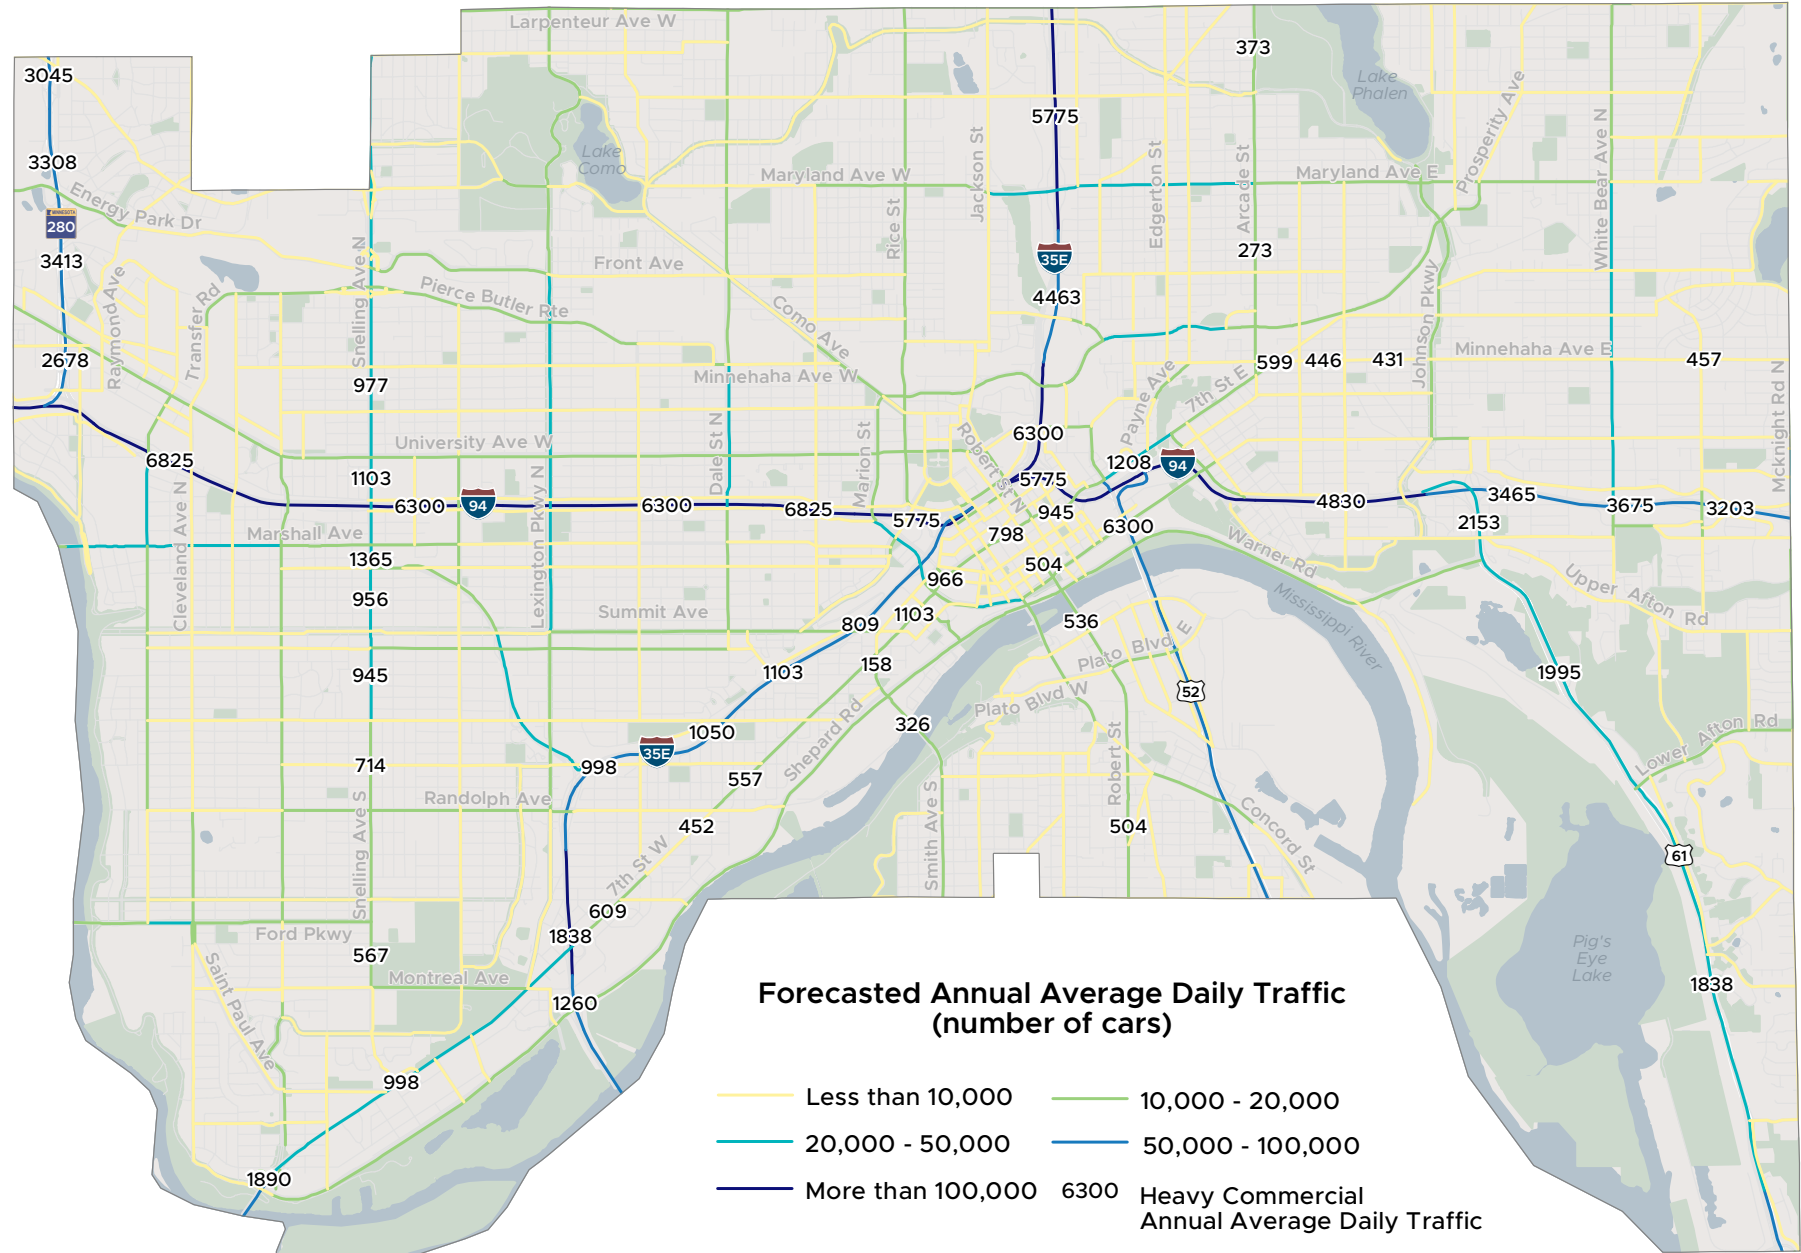 Larpenteur Ave W
373
3045
Lake
Phalen
5775
Prosperity Ave
3308
Lake
Como
Jackson St
Edgerton St
Arcade St
White Bear Ave N
Maryland Ave W
Maryland Ave E
Energy Park Dr
MINNESOTA
280
Rice St
3413
Snelling Ave N
Front Ave
35E
273
Raymond Ave
Transfer Rd
Pierce Butler Rte
Como Ave
4463
Johnson Pkwy
2678
977
Minnehaha Ave W
Payne Ave
7th St E
599
446
431
Minnehaha Ave E
457
Mcknight Rd N
University Ave W
Dale St N
Marion St
Robert St N
6300
6825
1103
1208
94
5775
Cleveland Ave N
6300
94
Lexington Pkwy N
6300
6825
5775
945
798
6300
4830
3465
3675
3203
2153
Marshall Ave
1365
504
Warner Rd
966
956
Summit Ave
809
1103
536
Mississippi River
Upper Afton Rd
945
1103
158
Plato Blvd E
1995
Plato Blvd W
52
326
1050
35E
714
998
557
Shepard Rd
Robert St
Lower Afton Rd
Randolph Ave
Snelling Ave S
452
Smith Ave S
504
Concord St
61
7th St W
609
Ford Pkwy
1838
567
Montreal Ave
Saint Paul Ave
1260
Pig's
Eye
Lake
1838
998
1890
Forecasted Annual Average Daily Traffic
(number of cars)
Less than 10,000
10,000 - 20,000
20,000 - 50,000
50,000 - 100,000
More than 100,000
6300
Heavy Commercial
Annual Average Daily Traffic